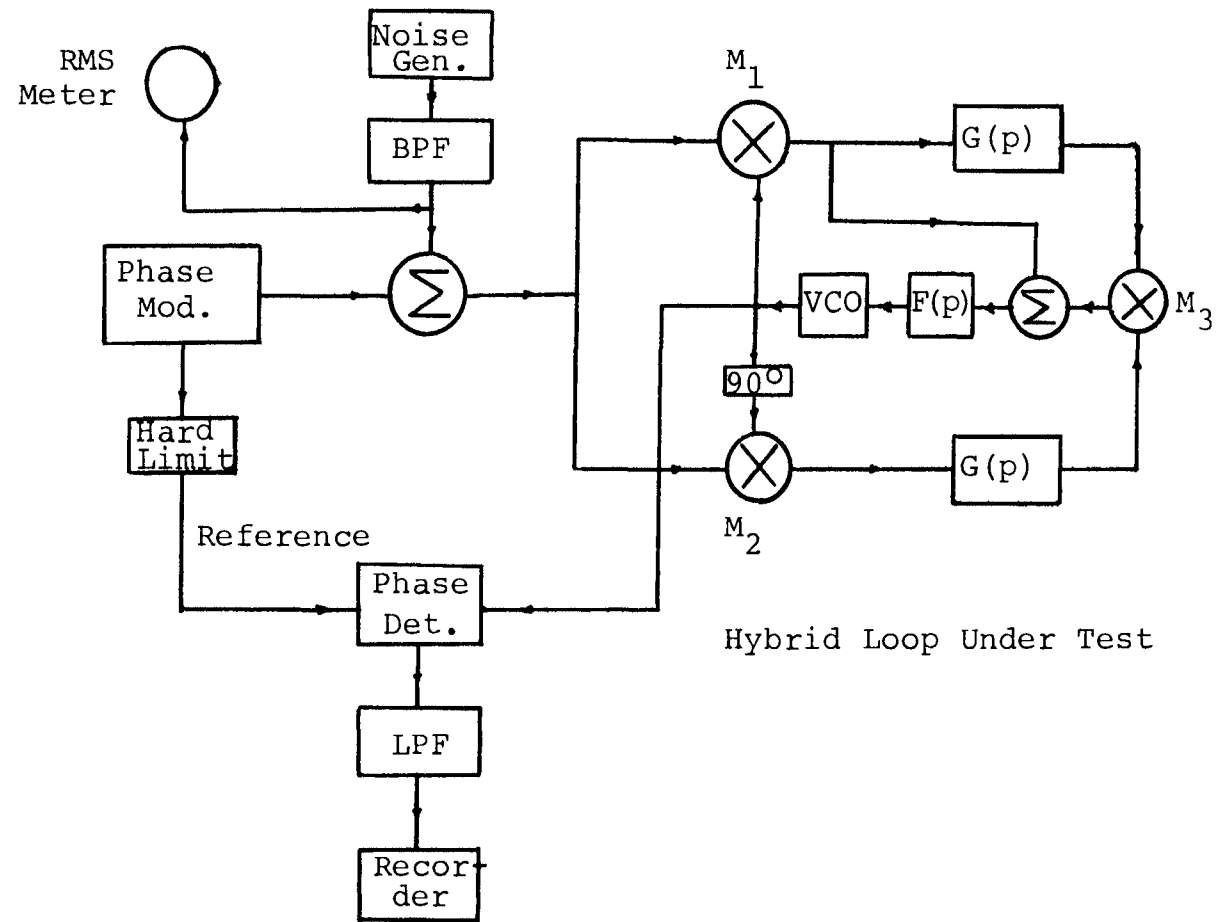 RMS
Meter
Noise
Gen.
BPF
Phase
Mod.
Σ
Hard
Limit
Reference
M1
G(p)
VCO
F(p)
Σ
M3
90°
G(p)
M2
Phase
Det.
Hybrid Loop Under Test
LPF
Recor-
der